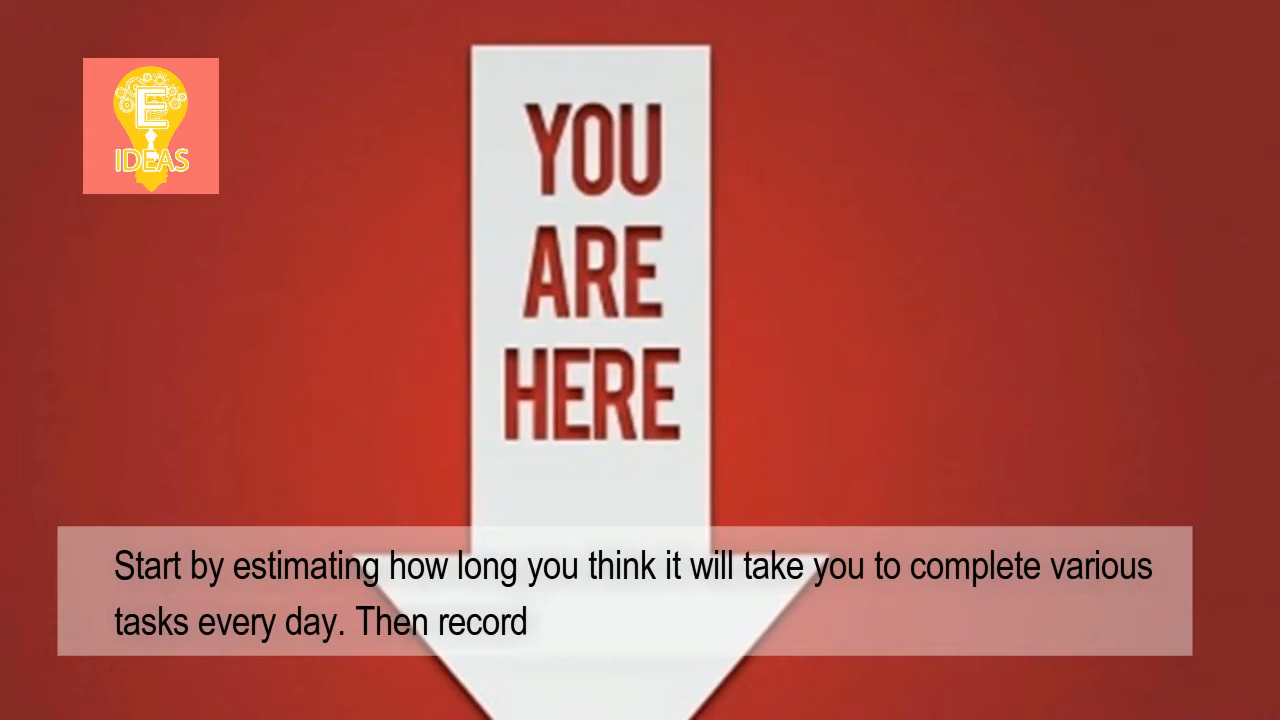 E
IDEAS
YOU
ARE
HERE
Start by estimating how long you think it will take you to complete various
tasks every day. Then record